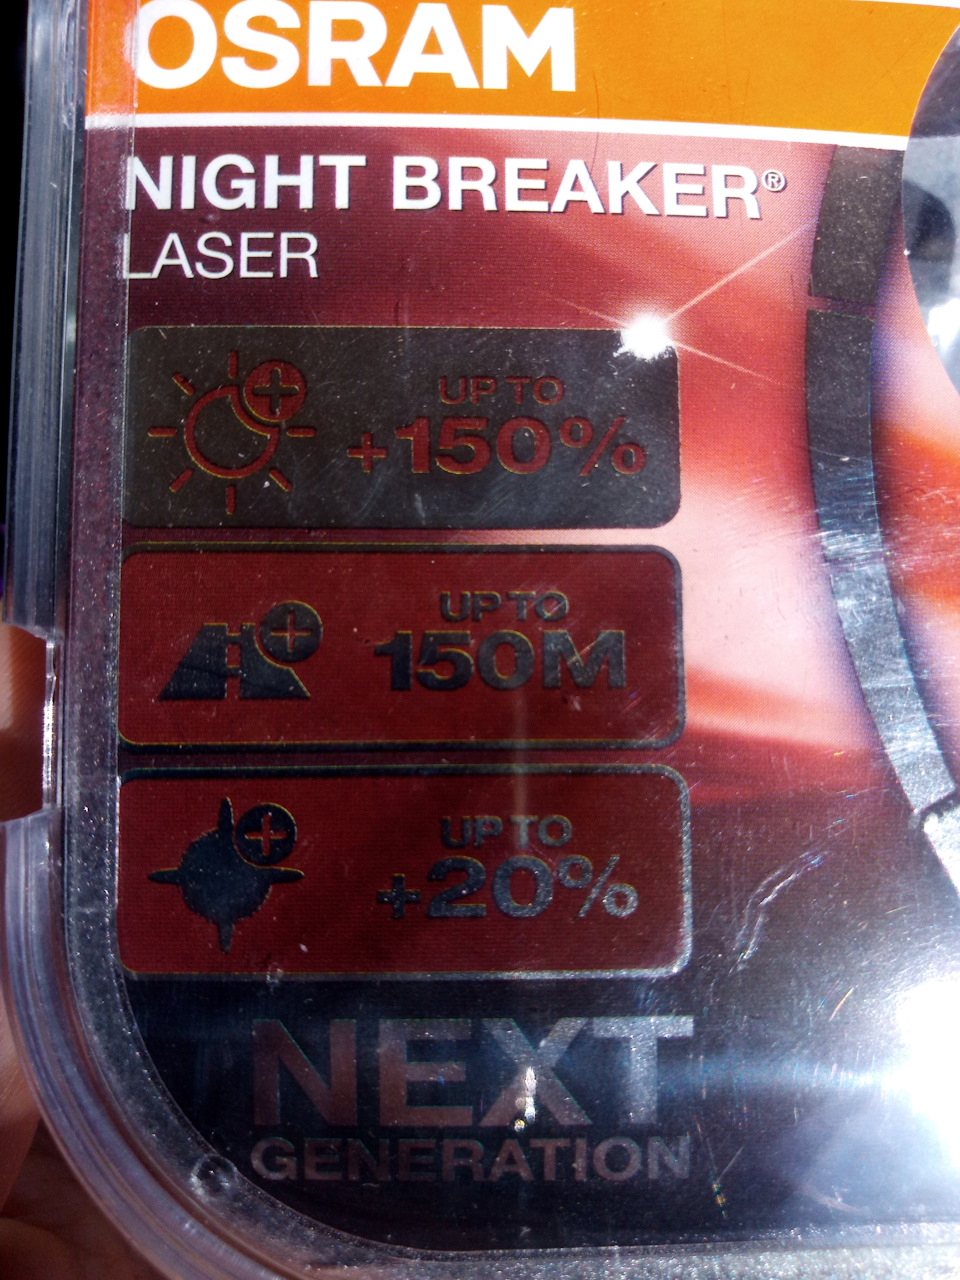 OSRAM
NIGHT BREAKER®
LASER
UP TO
+150%
UP TO
150M
UP TO
+20%
NEXT
GENERATION